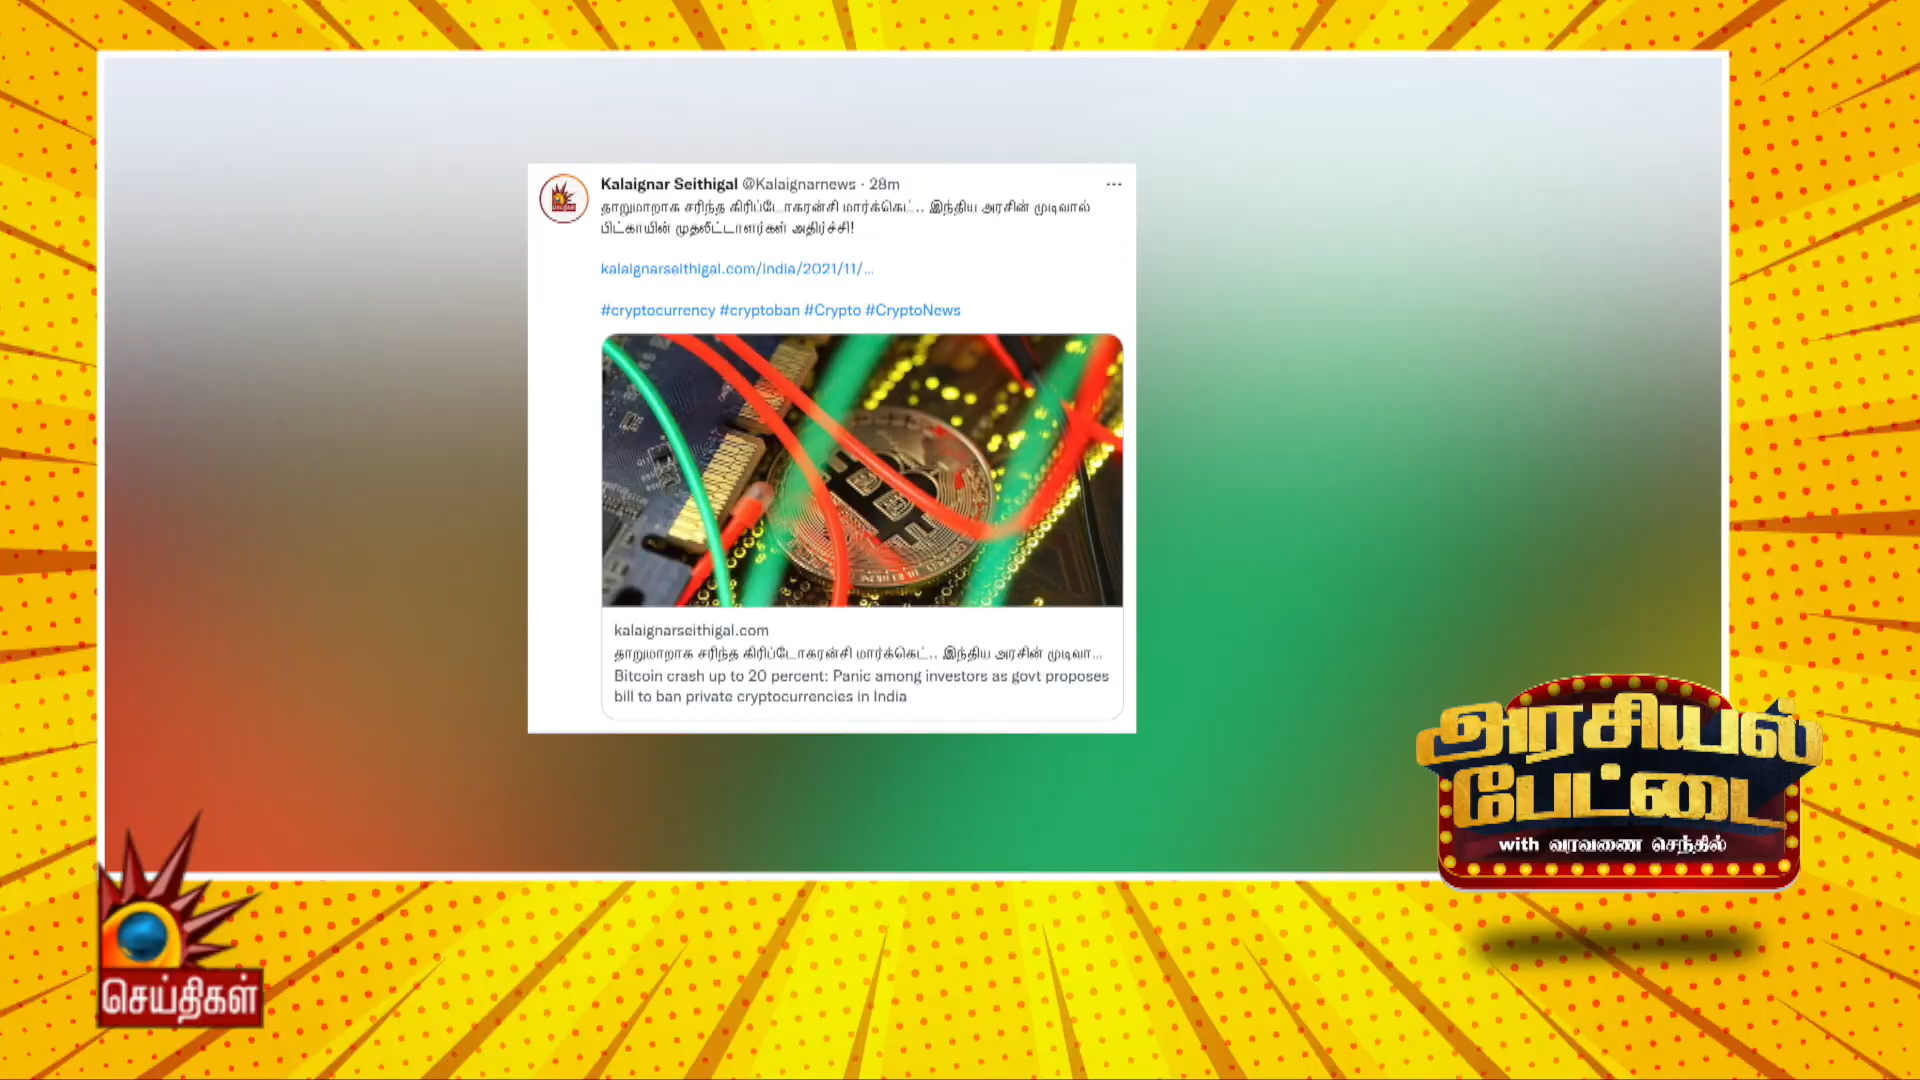 Kalaignar Seithigal @Kalaignarnews · 28m
தாறுமாறாக சரிந்த கிரிப்டோகரன்சி மார்க்கெட்.. இந்திய அரசின் முடிவால்
பிட்காயின் முதலீட்டாளர்கள் அதிர்ச்சி!
kalaignarseithigal.com/india/2021/11/...
#cryptocurrency #cryptoban #Crypto #CryptoNews
kalaignarseithigal.com
தாறுமாறாக சரிந்த கிரிப்டோகரன்சி மார்க்கெட்.. இந்திய அரசின் முடிவா...
Bitcoin crash up to 20 percent: Panic among investors as govt proposes
bill to ban private cryptocurrencies in India
அரசியல்
பேட்டை
with வரவணை செந்தில்
செய்திகள்